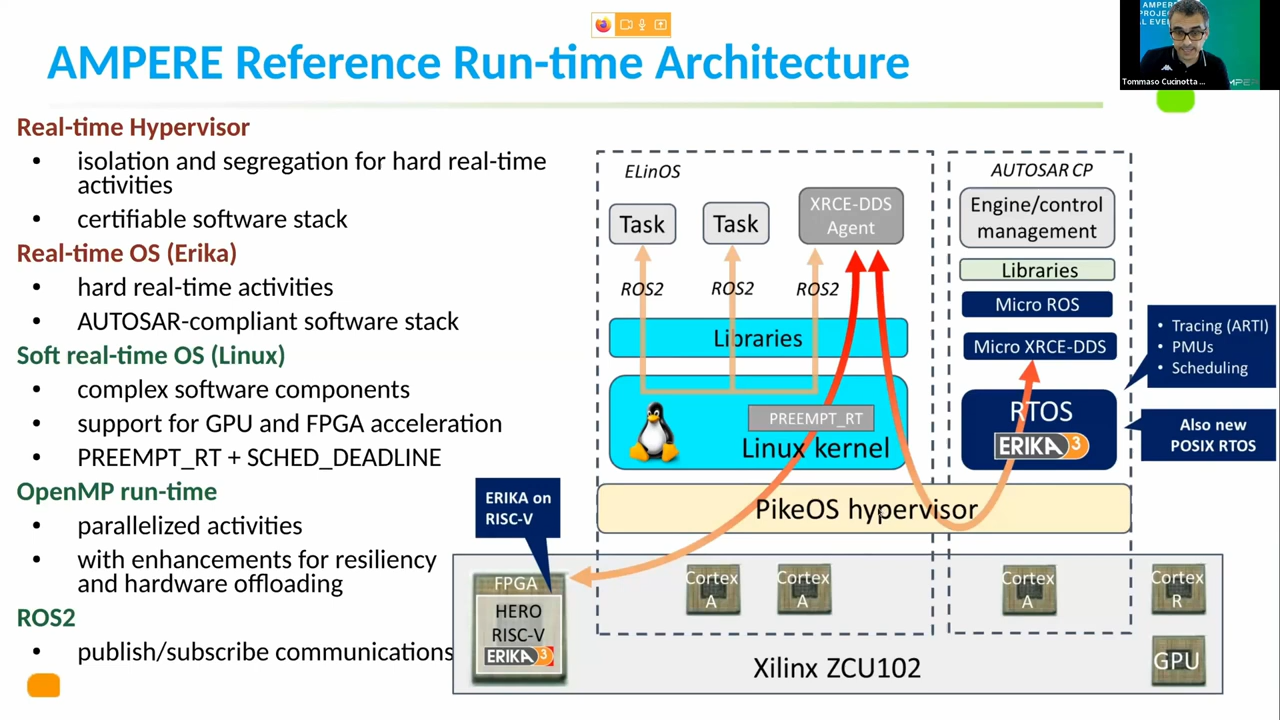 AMPERE Reference Run-time Architecture
AMPERE
PROJE
L EVE
Tommaso Cucinotta ...
Real-time Hypervisor
• isolation and segregation for hard real-time
activities
• certifiable software stack
Real-time OS (Erika)
• hard real-time activities
• AUTOSAR-compliant software stack
Soft real-time OS (Linux)
• complex software components
• support for GPU and FPGA acceleration
• PREEMPT_RT + SCHED_DEADLINE
OpenMP run-time
• parallelized activities
• with enhancements for resiliency
and hardware offloading
ROS2
• publish/subscribe communications
ELinOS
Task
Task
XRCE-DDS
Agent
ROS2
ROS2
ROS2
Libraries
PREEMPT_RT
Linux kernel
AUTOSAR CP
Engine/control
management
Libraries
Micro ROS
Micro XRCE-DDS
RTOS
ERIKA 3
• Tracing (ARTI)
• PMUs
• Scheduling
Also new
POSIX RTOS
PikeOS hypervisor
ERIKA on
RISC-V
FPGA
HERO
RISC-V
ERIKA 3
Cortex
A
Cortex
A
Cortex
A
Cortex
R
GPU
Xilinx ZCU102